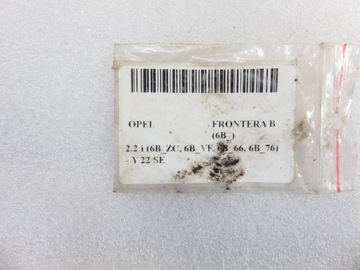 OPEL FRONTERA B
(6B_)
2.2 i (6B_ZC, 6B_VF, 6B_66, 6B_76)
- Y 22 SE